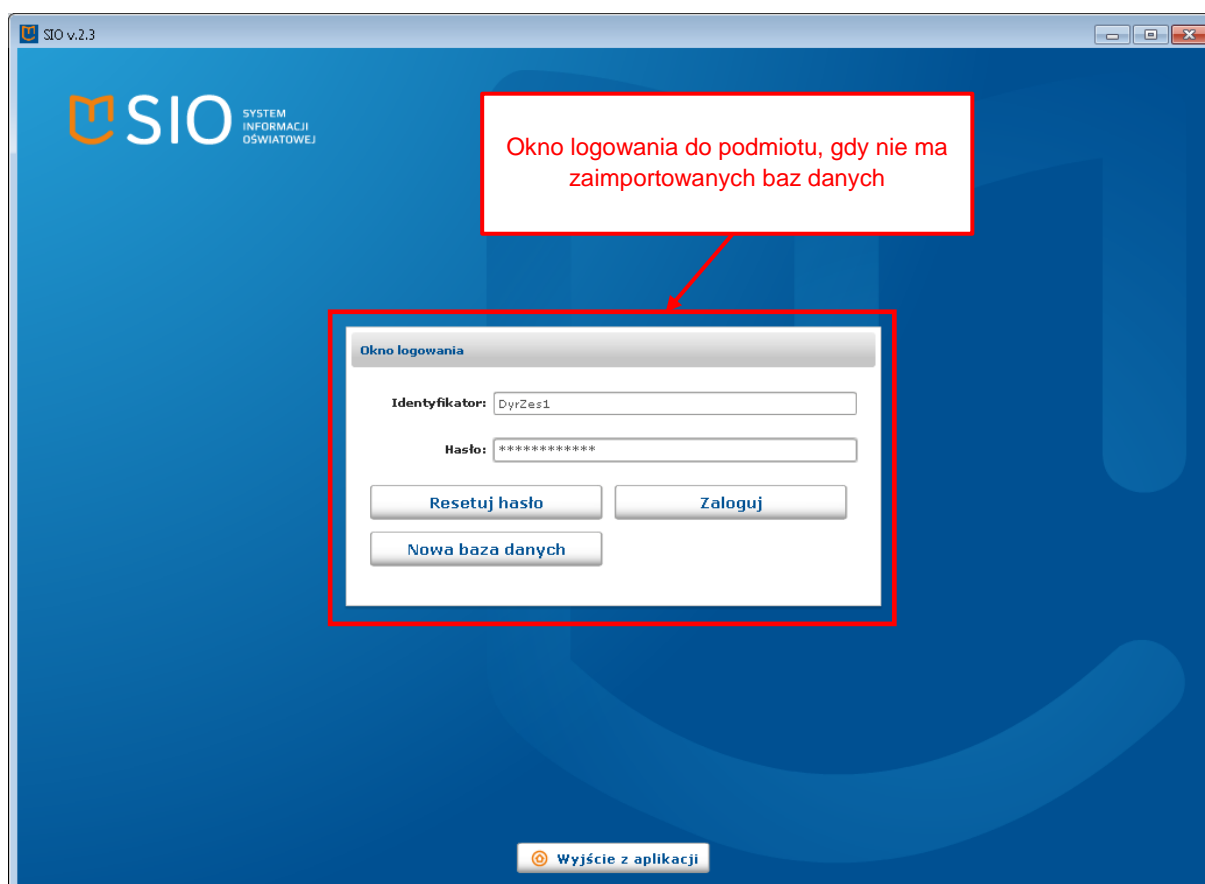 SIO v.2.3
SIO
SYSTEM
INFORMACJI
OŚWIATOWEJ
Okno logowania do podmiotu, gdy nie ma
zaimportowanych baz danych
Okno logowania
Identyfikator: DyrZes1
Hasło: ************
Resetuj hasło Zaloguj
Nowa baza danych
Wyjście z aplikacji